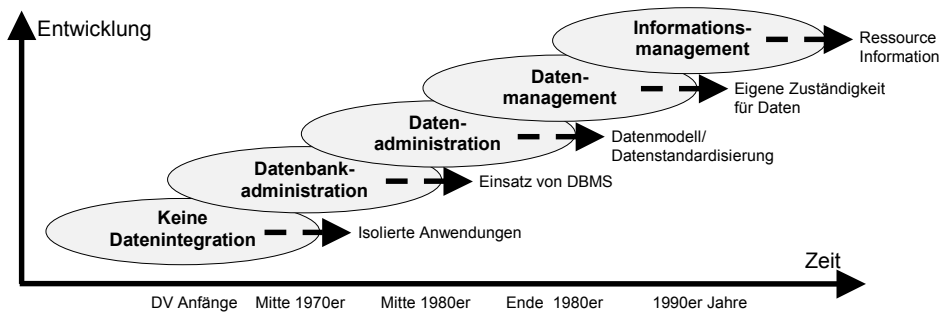 Entwicklung
Informations-
management
Ressource
Information
Daten-
management
Eigene Zuständigkeit
für Daten
Daten-
administration
Datenmodell/
Datenstandardisierung
Datenbank-
administration
Einsatz von DBMS
Keine
Datenintegration
Isolierte Anwendungen
Zeit
DV Anfänge Mitte 1970er Mitte 1980er Ende 1980er 1990er Jahre